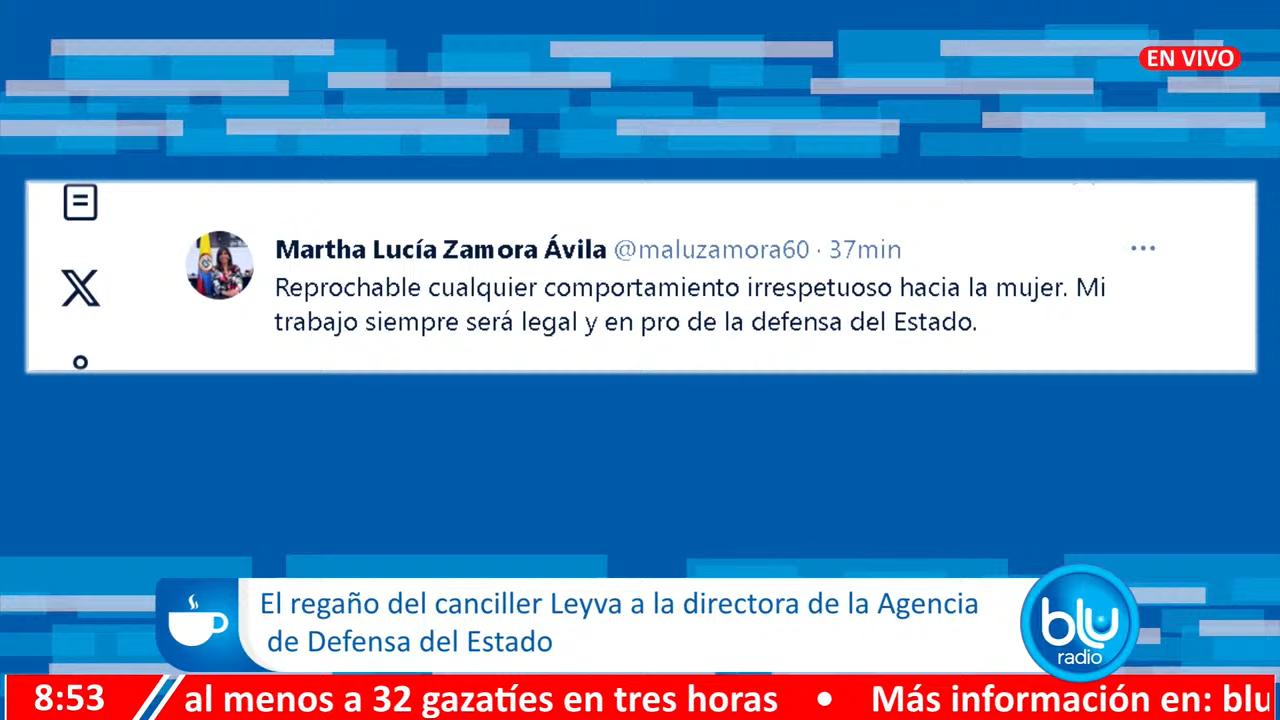 EN VIVO
Martha Lucía Zamora Ávila @maluzamora60 · 37min
Reprochable cualquier comportamiento irrespetuoso hacia la mujer. Mi
trabajo siempre será legal y en pro de la defensa del Estado.
El regaño del canciller Leyva a la directora de la Agencia
de Defensa del Estado
blu
radio
8:53 al menos a 32 gazatíes en tres horas • Más información en: blu